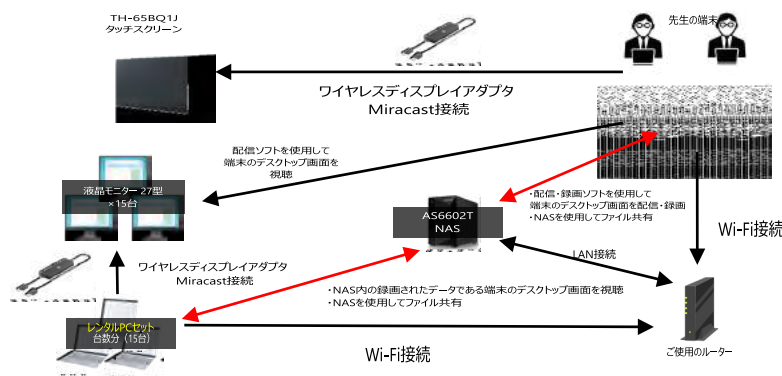 TH-65BQ1J
タッチスクリーン
先生の端末
ワイヤレスディスプレイアダプタ
Miracast接続
配信ソフトを使用して
端末のデスクトップ画面を
視聴
液晶モニター 27型
×15台
AS6602T
NAS
・配信・録画ソフトを使用して
端末のデスクトップ画面を配信・録画
・NASを使用してファイル共有
Wi-Fi接続
LAN接続
ワイヤレスディスプレイアダプタ
Miracast接続
・NAS内の録画されたデータである端末のデスクトップ画面を視聴
・NASを使用してファイル共有
レンタルPCセット
台数分（15台）
Wi-Fi接続
ご使用のルーター